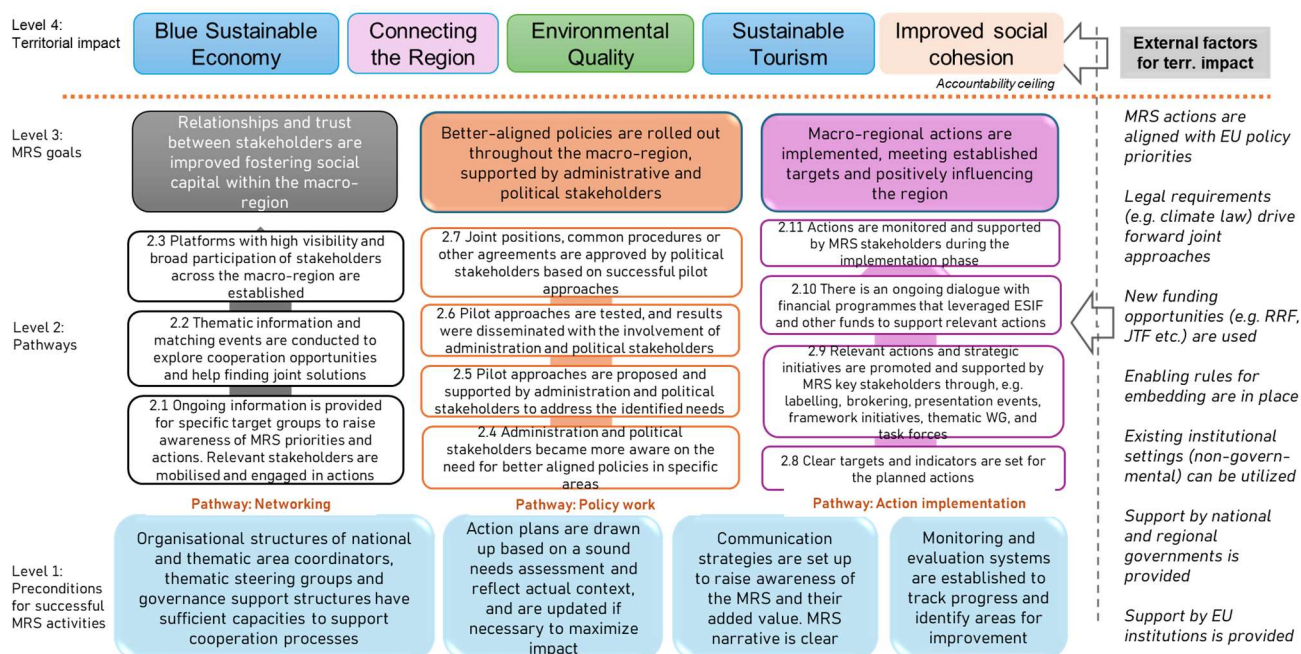 Level 4:
Territorial impact
Blue Sustainable
Economy
Connecting
the Region
Environmental
Quality
Sustainable
Tourism
Improved social
cohesion
External factors
for terr. impact
Accountability ceiling
Level 3:
MRS goals
Relationships and trust
between stakeholders are
improved fostering social
capital within the macro-
region
Better-aligned policies are rolled out
throughout the macro-region,
supported by administrative and
political stakeholders
Macro-regional actions are
implemented, meeting established
targets and positively influencing
the region
Level 2:
Pathways
2.3 Platforms with high visibility and
broad participation of stakeholders
across the macro-region are
established
2.2 Thematic information and
matching events are conducted to
explore cooperation opportunities
and help finding joint solutions
2.1 Ongoing information is provided
for specific target groups to raise
awareness of MRS priorities and
actions. Relevant stakeholders are
mobilised and engaged in actions
Pathway: Networking
2.7 Joint positions, common procedures or
other agreements are approved by political
stakeholders based on successful pilot
approaches
2.6 Pilot approaches are tested, and results
were disseminated with the involvement of
administration and political stakeholders
2.5 Pilot approaches are proposed and
supported by administration and political
stakeholders to address the identified needs
2.4 Administration and political
stakeholders became more aware on the
need for better aligned policies in specific
areas
Pathway: Policy work
2.11 Actions are monitored and supported
by MRS stakeholders during the
implementation phase
2.10 There is an ongoing dialogue with
financial programmes that leveraged ESIF
and other funds to support relevant actions
2.9 Relevant actions and strategic
initiatives are promoted and supported by
MRS key stakeholders through, e.g.
labelling, brokering, presentation events,
framework initiatives, thematic WG, and
task forces
2.8 Clear targets and indicators are set for
the planned actions
Pathway: Action implementation
Level 1:
Preconditions
for successful
MRS activities
Organisational structures of national
and thematic area coordinators,
thematic steering groups and
governance support structures have
sufficient capacities to support
cooperation processes
Action plans are drawn
up based on a sound
needs assessment and
reflect actual context,
and are updated if
necessary to maximize
impact
Communication
strategies are set up
to raise awareness of
the MRS and their
added value. MRS
narrative is clear
Monitoring and
evaluation systems
are established to
track progress and
identify areas for
improvement
MRS actions are
aligned with EU policy
priorities
Legal requirements
(e.g. climate law) drive
forward joint
approaches
New funding
opportunities (e.g. RRF,
JTF etc.) are used
Enabling rules for
embedding are in place
Existing institutional
settings (non-govern-
mental) can be utilized
Support by national
and regional
governments is
provided
Support by EU
institutions is provided